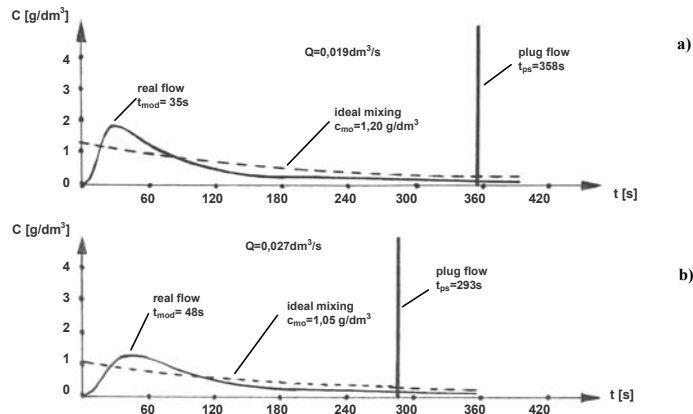 C [g/dm³]
a)
Q=0,019dm³/s
plug flow
tps=358s
real flow
tmod= 35s
ideal mixing
cmo=1,20 g/dm³
4
3
2
1
0
60 120 180 240 300 360 420
t [s]
C [g/dm³]
b)
Q=0,027dm³/s
plug flow
tps=293s
real flow
tmod= 48s
ideal mixing
cmo=1,05 g/dm³
4
3
2
1
0
60 120 180 240 300 360 420
t [s]